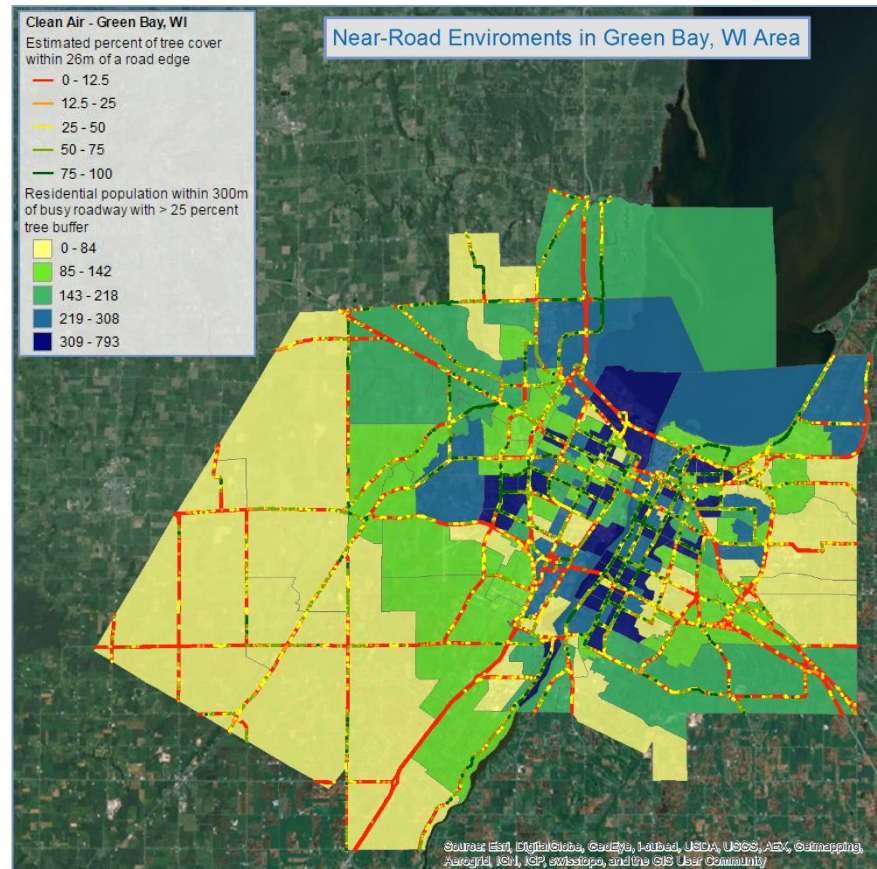 Clean Air - Green Bay, WI
Estimated percent of tree cover
within 26m of a road edge
0 - 12.5
12.5 - 25
25 - 50
50 - 75
75 - 100
Residential population within 300m
of busy roadway with > 25 percent
tree buffer
0 - 84
85 - 142
143 - 218
219 - 308
309 - 793
Near-Road Enviroments in Green Bay, WI Area
Source: Esri, DigitalGlobe, GeoEye, i-cubed, USDA, USGS, AEX, Getmapping,
Aerogrid, IGN, IGP, swisstopo, and the GIS User Community